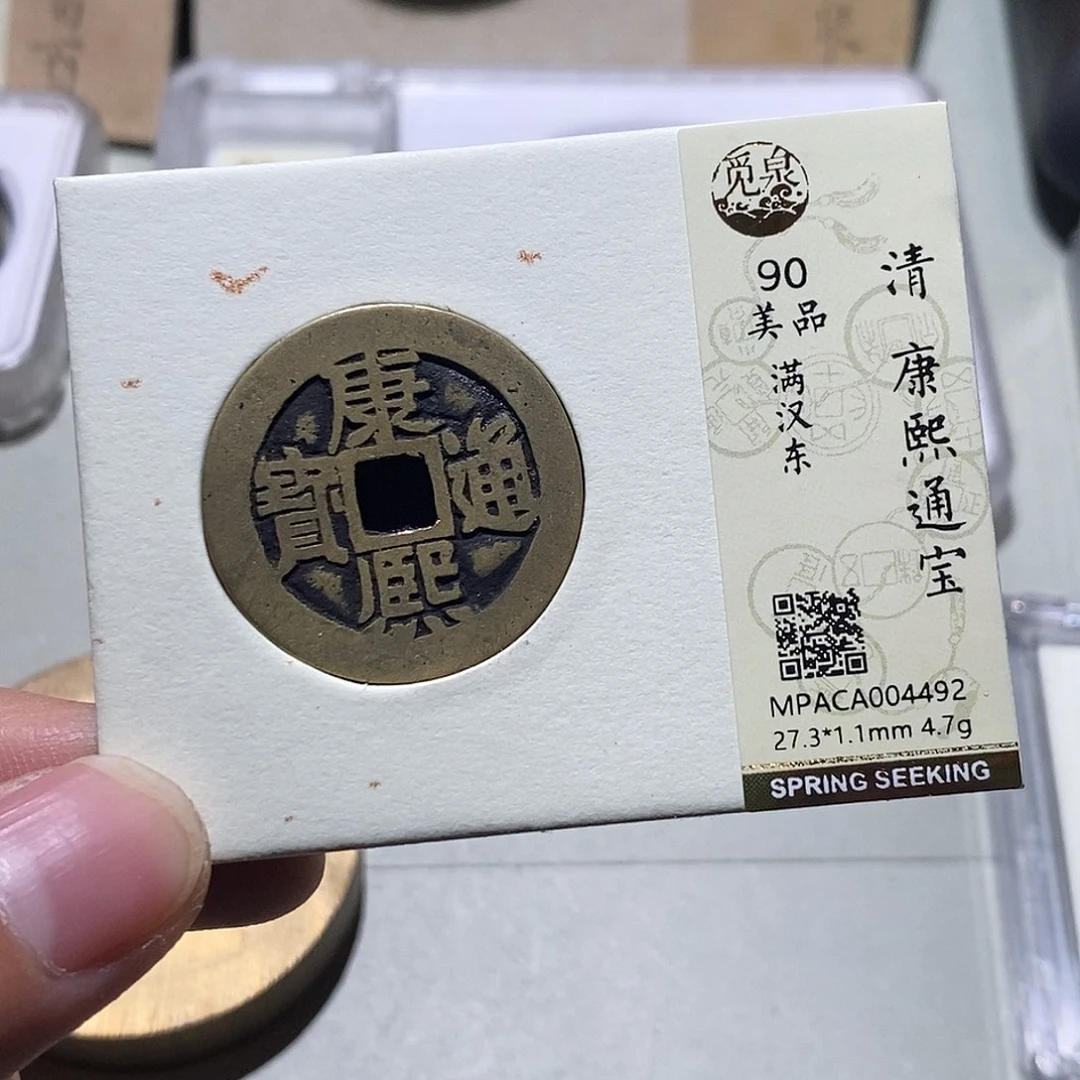 康熙通寶
觅泉
90
美品
满汉东
清 康熙通宝
MPACA004492
27.3*1.1mm 4.7g
SPRING SEEKING